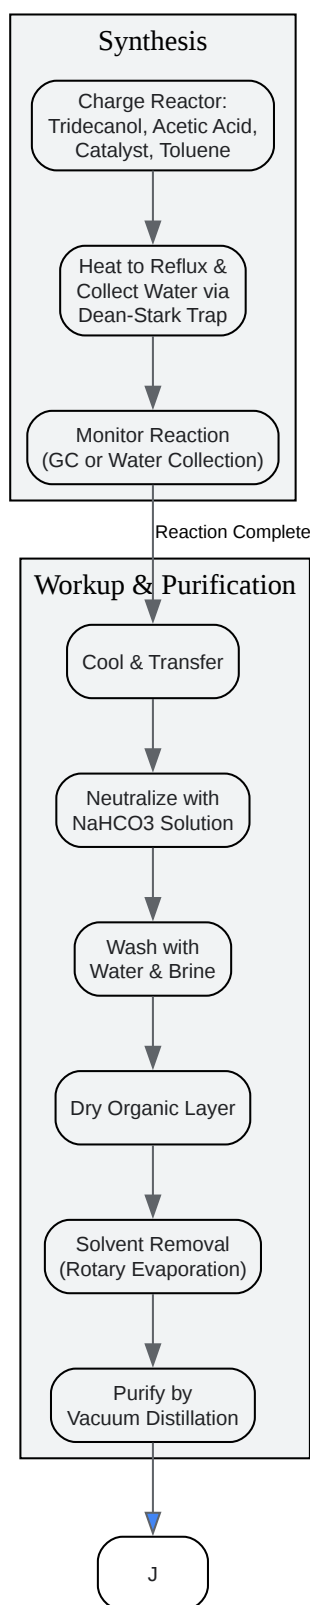 Synthesis
Charge Reactor:
Tridecanol, Acetic Acid,
Catalyst, Toluene
Heat to Reflux &
Collect Water via
Dean-Stark Trap
Monitor Reaction
(GC or Water Collection)
Reaction Complete
Workup & Purification
Cool & Transfer
Neutralize with
NaHCO3 Solution
Wash with
Water & Brine
Dry Organic Layer
Solvent Removal
(Rotary Evaporation)
Purify by
Vacuum Distillation
J